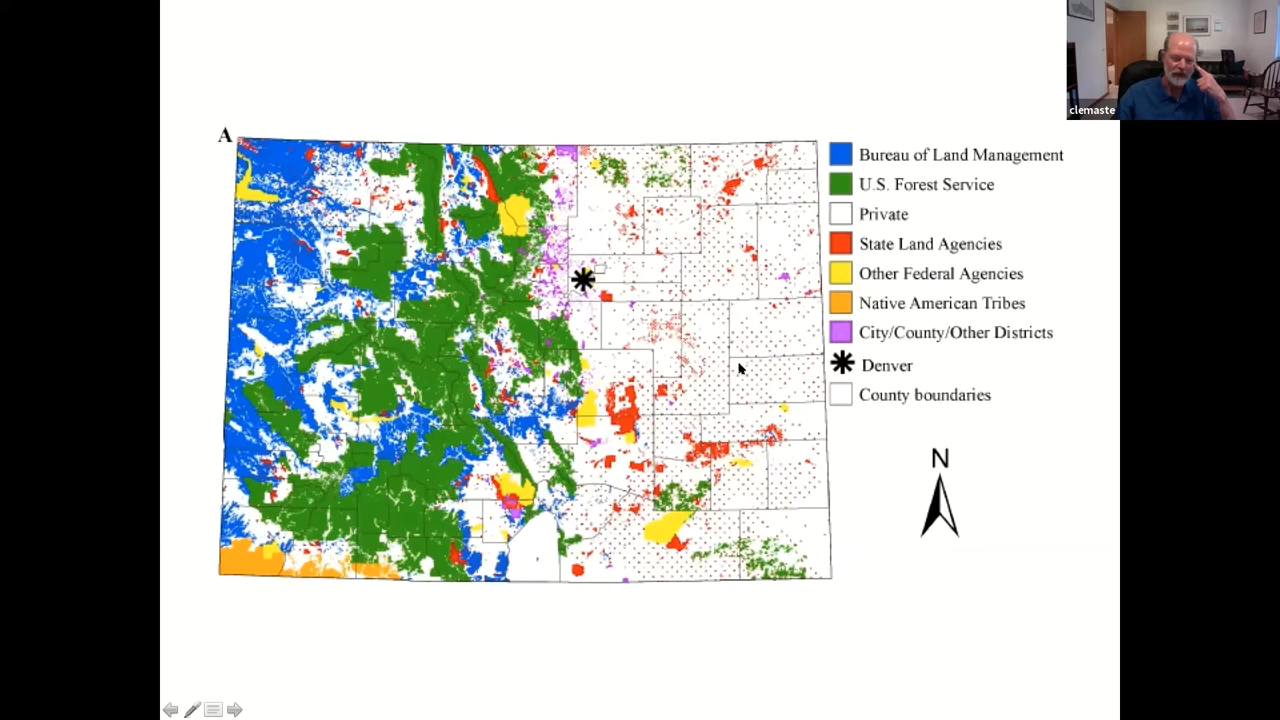 clemaste
A
Bureau of Land Management
U.S. Forest Service
Private
State Land Agencies
Other Federal Agencies
Native American Tribes
City/County/Other Districts
Denver
County boundaries
N